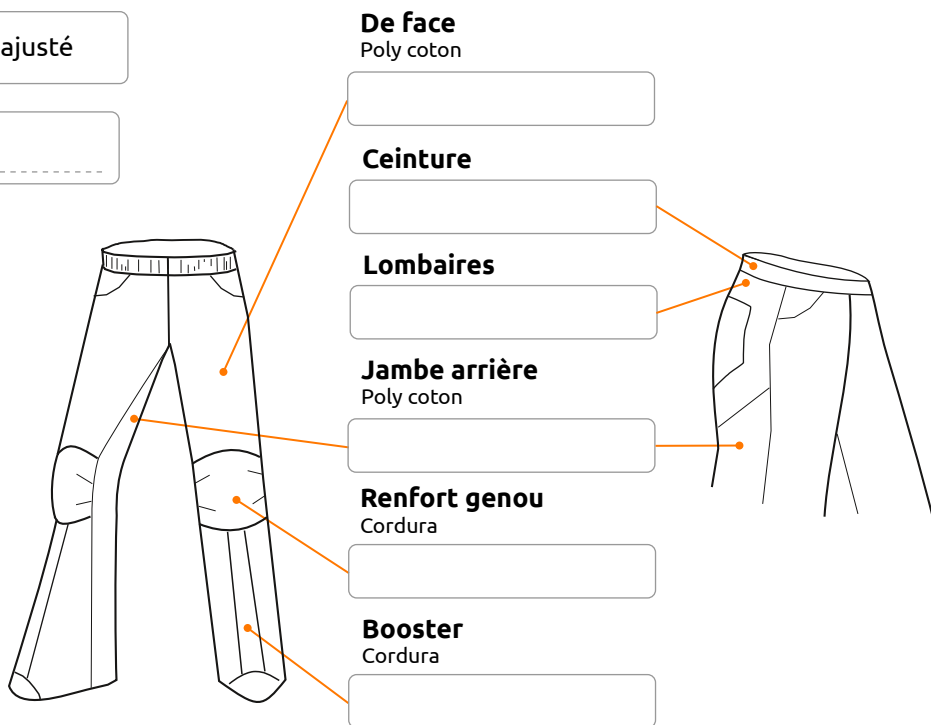 ajusté
De face
Poly coton
Ceinture
Lombaires
Jambe arrière
Poly coton
Renfort genou
Cordura
Booster
Cordura